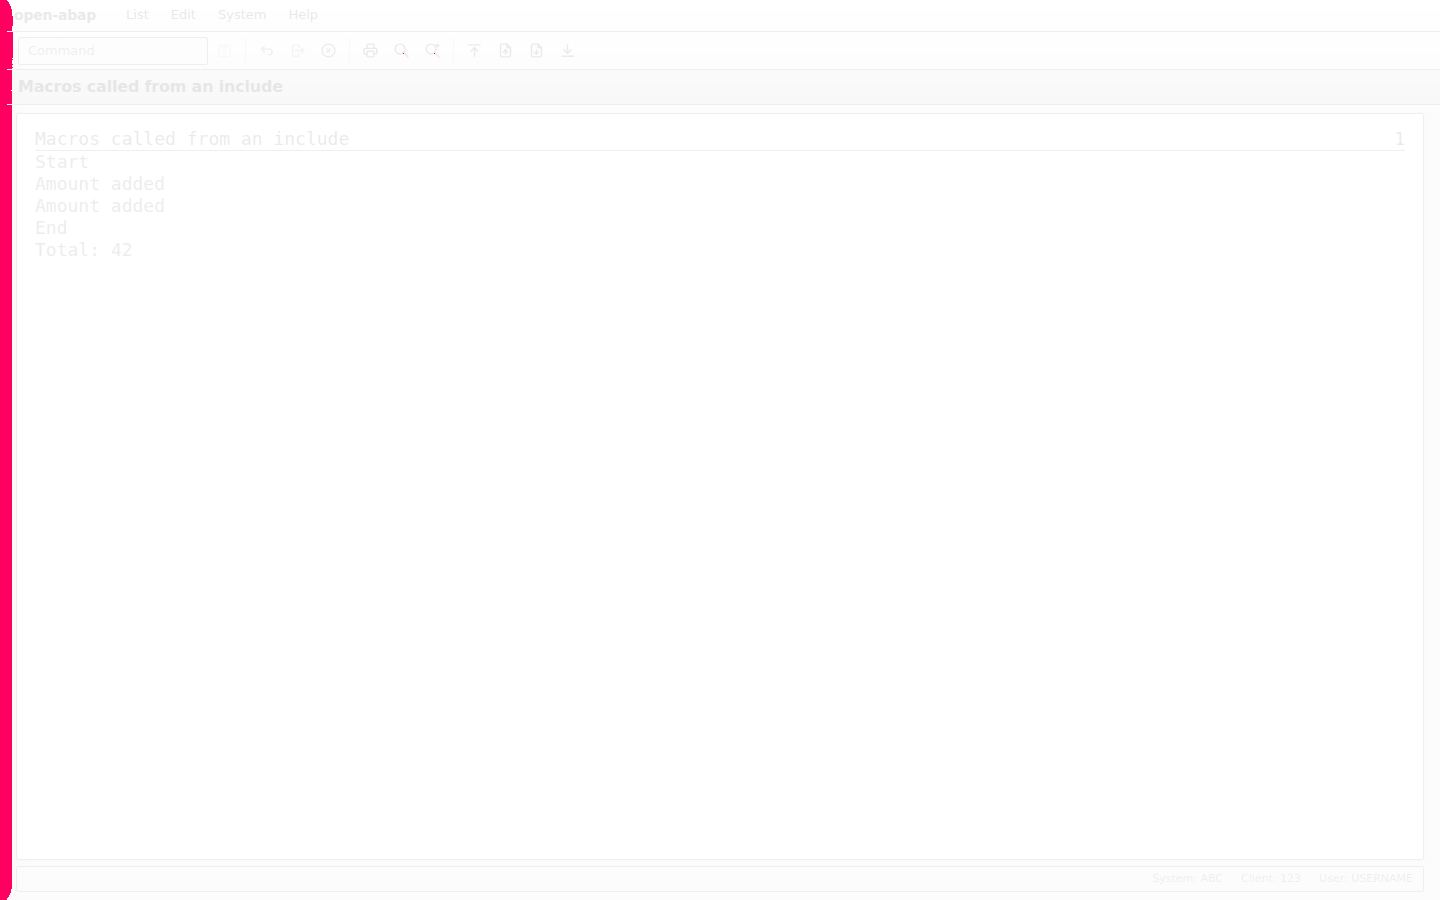 open-abap List Edit System Help
Command
Macros called from an include
Macros called from an include 1
Start
Amount added
Amount added
End
Total: 42
System: ABC Client: 123 User: USERNAME